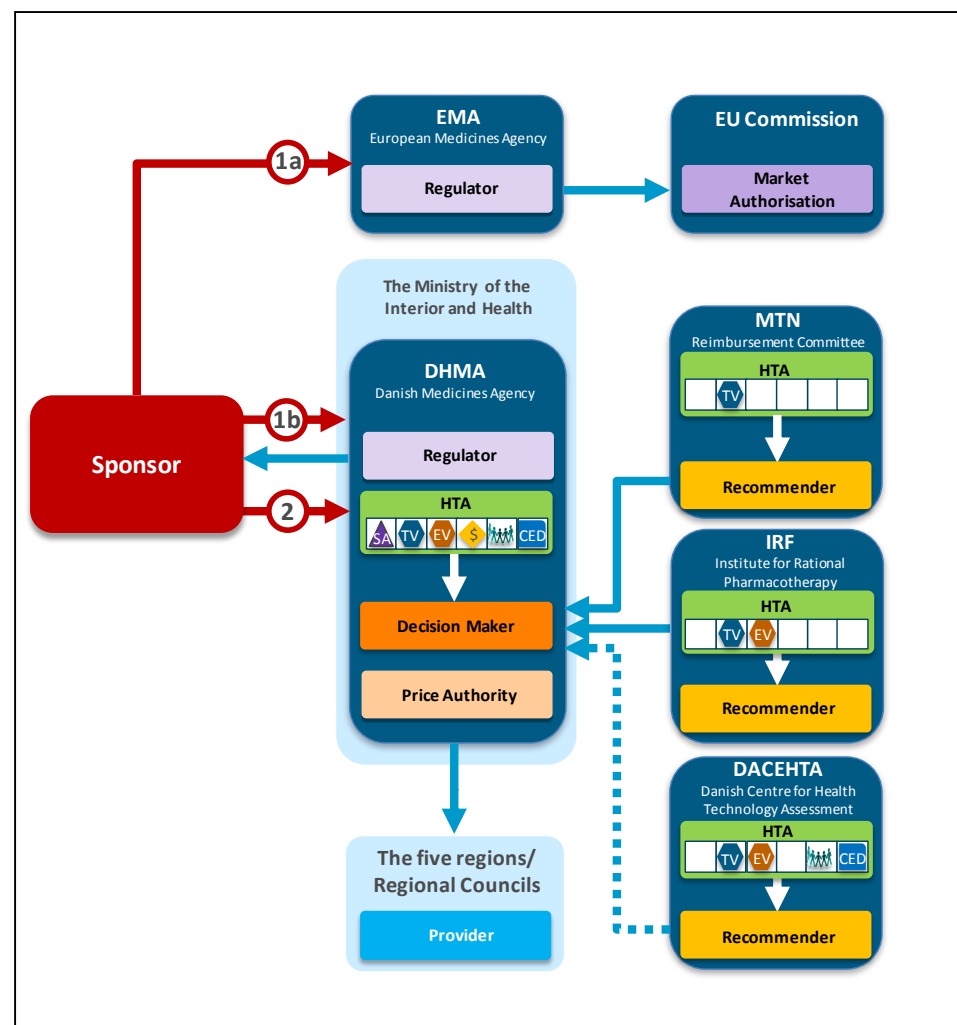 EMA
European Medicines Agency
Regulator
EU Commission
Market
Authorisation
1a
The Ministry of the
Interior and Health
DHMA
Danish Medicines Agency
Regulator
HTA
SA TV EV $ CED
Decision Maker
Price Authority
Sponsor
1b
2
MTN
Reimbursement Committee
HTA
TV
Recommender
IRF
Institute for Rational
Pharmacotherapy
HTA
TV EV
Recommender
DACEHTA
Danish Centre for Health
Technology Assessment
HTA
TV EV CED
Recommender
The five regions/
Regional Councils
Provider